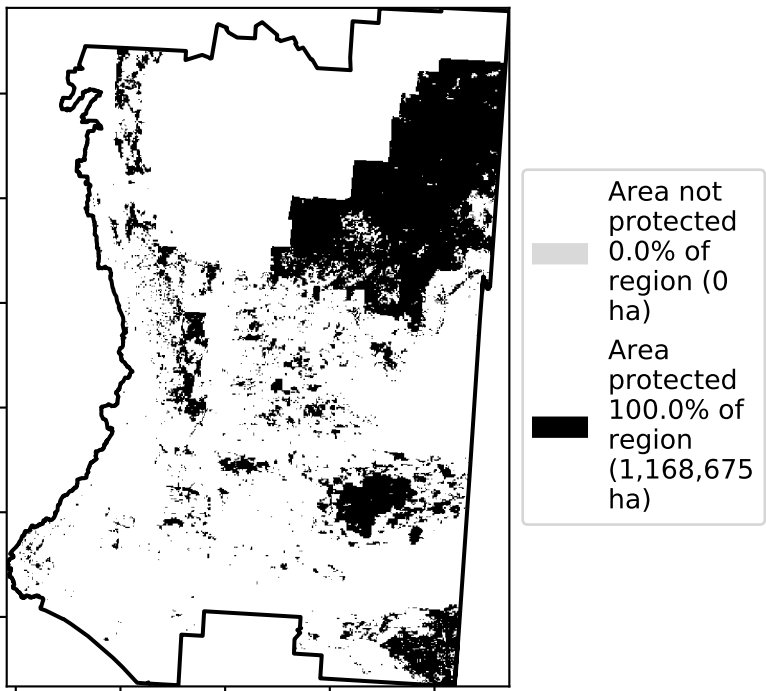 Area not
protected
0.0% of
region (0
ha)
Area
protected
100.0% of
region
(1,168,675
ha)